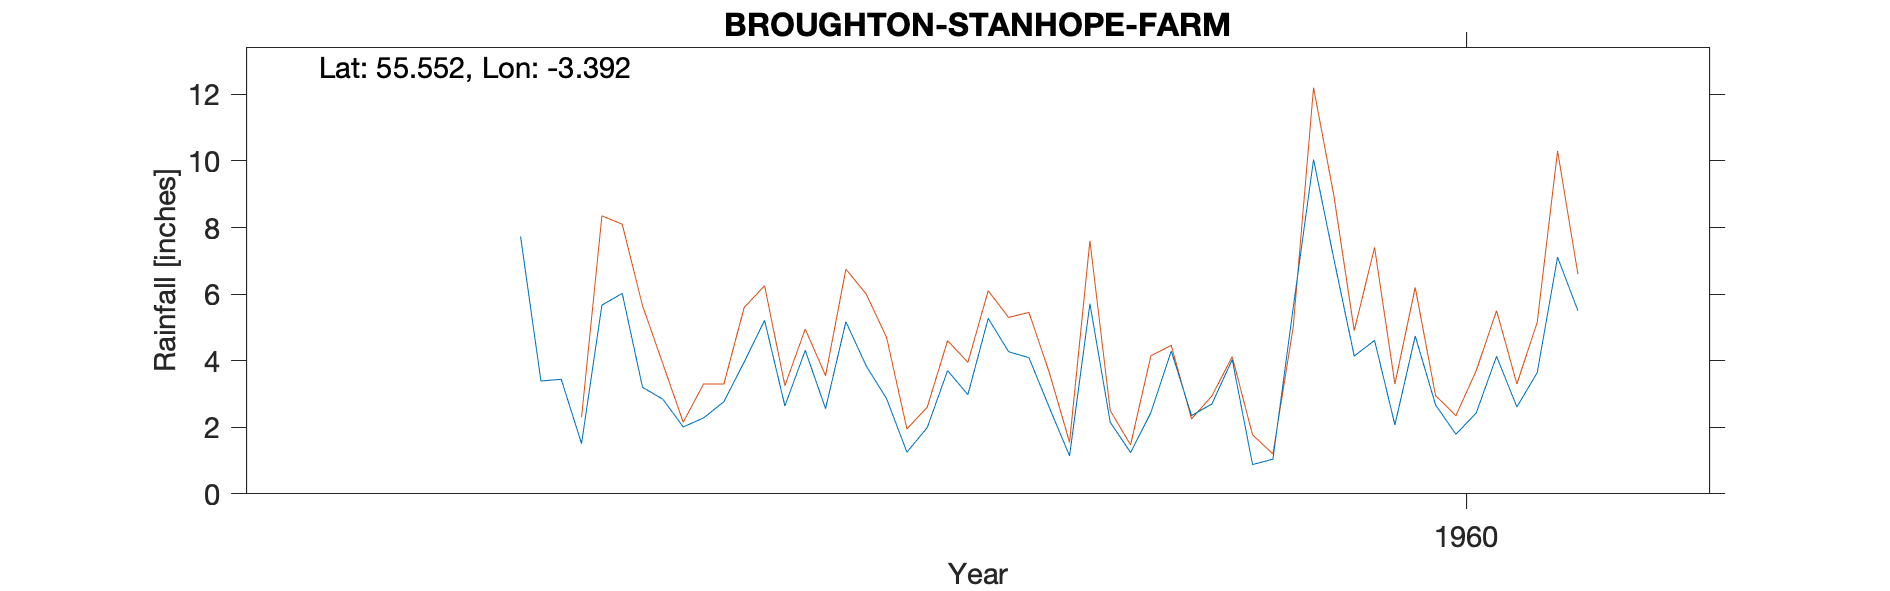 BROUGHTON-STANHOPE-FARM
Lat: 55.552, Lon: -3.392
12
10
8
6
4
2
0
Rainfall [inches]
1960
Year